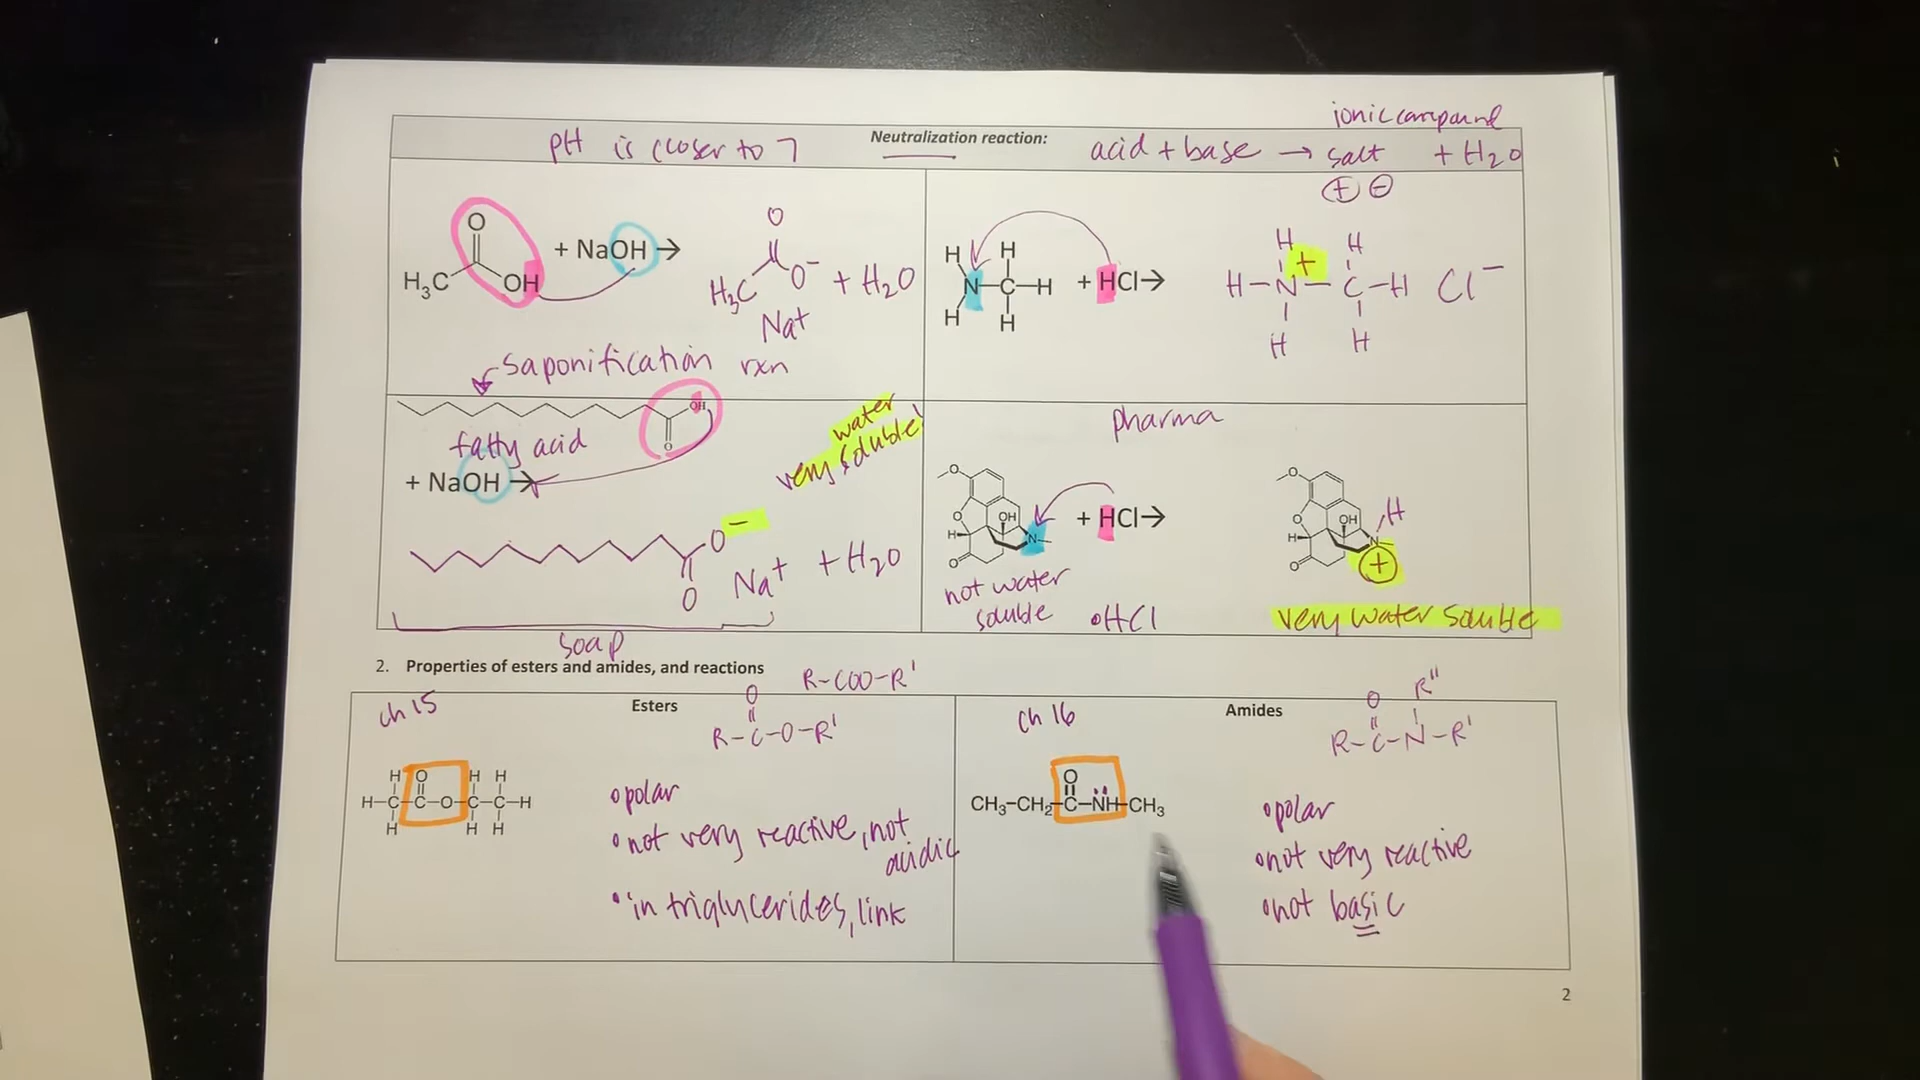 ionic compound
pH is closer to 7 Neutralization reaction: acid + base → salt + H2O
+ -
O
H3C OH + NaOH →
O
H3C O⁻ + H2O
Na⁺
H H
N-C-H + HCl→
H H
H H
H-N⁺-C-H Cl⁻
H H
saponification rxn
OH
O
fatty acid
+ NaOH →
water
very soluble!
O⁻
O
Na⁺ + H2O
soap
pharma
O
O OH
H N
O
+ HCl→
not water
soluble •HCl
O
O OH H
H N
O +
very water soluble
2. Properties of esters and amides, and reactions
ch 15 Esters R-COO-R'
O
R-C-O-R'
H O H H
H-C-C-O-C-C-H
H H H
•polar
•not very reactive, not
acidic
•in triglycerides, link
ch 16 Amides
O R"
R-C-N-R'
O
CH3-CH2-C-NH-CH3
•polar
•not very reactive
•not basic
2